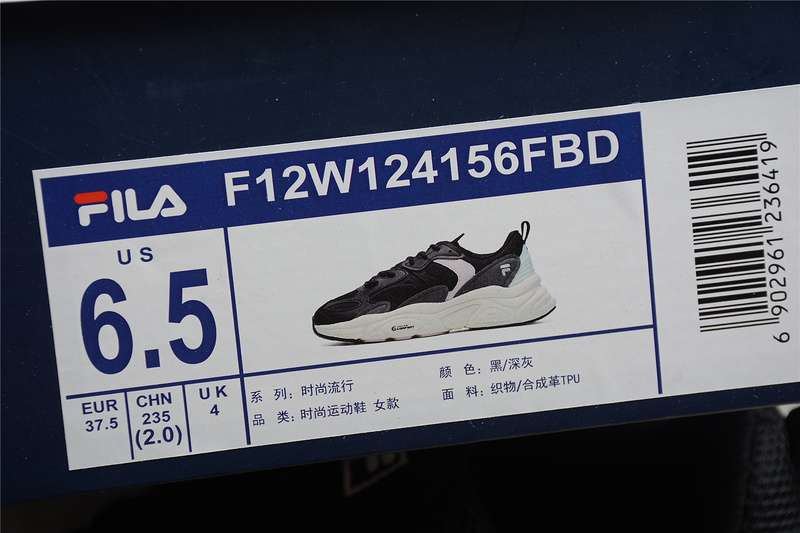 FILA F12W124156FBD
US
6.5
EUR
37.5
CHN
235
(2.0)
UK
4
系 列: 时尚流行
品 类: 时尚运动鞋 女款
颜 色: 黑/深灰
面 料: 织物/合成革TPU
6 902961 236419